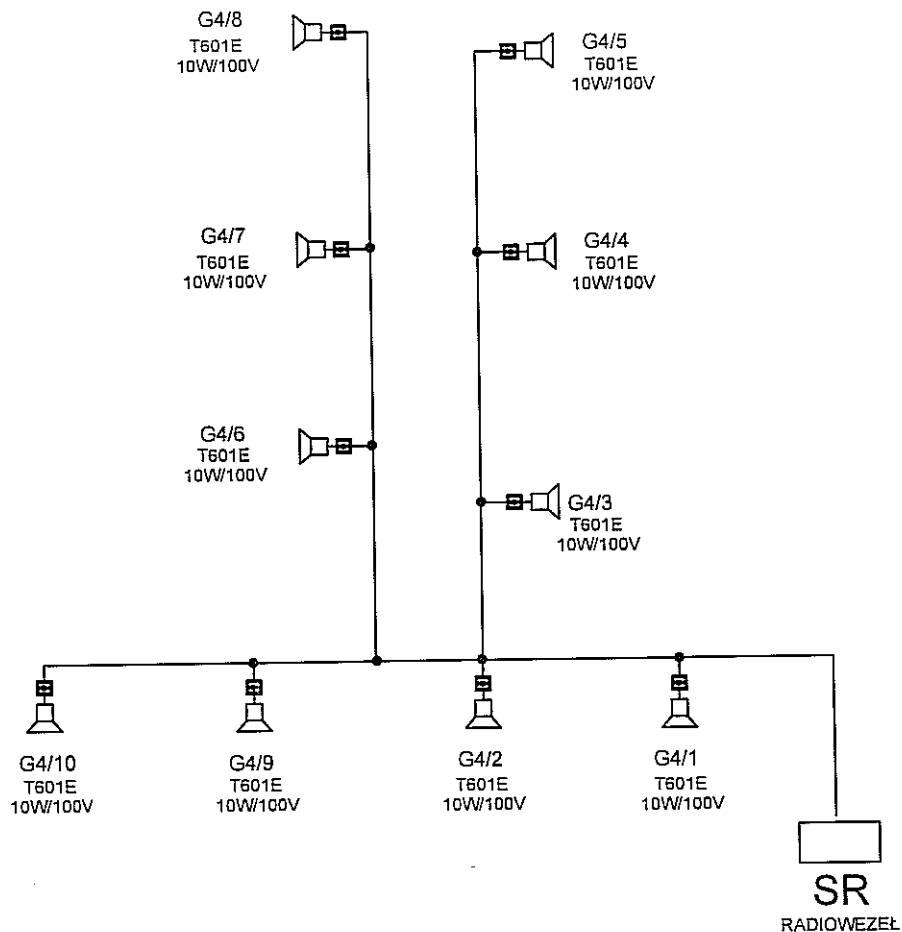 G4/8
T601E
10W/100V
G4/5
T601E
10W/100V
G4/7
T601E
10W/100V
G4/4
T601E
10W/100V
G4/6
T601E
10W/100V
G4/3
T601E
10W/100V
G4/10
T601E
10W/100V
G4/9
T601E
10W/100V
G4/2
T601E
10W/100V
G4/1
T601E
10W/100V
SR
RADIOWEZEŁ